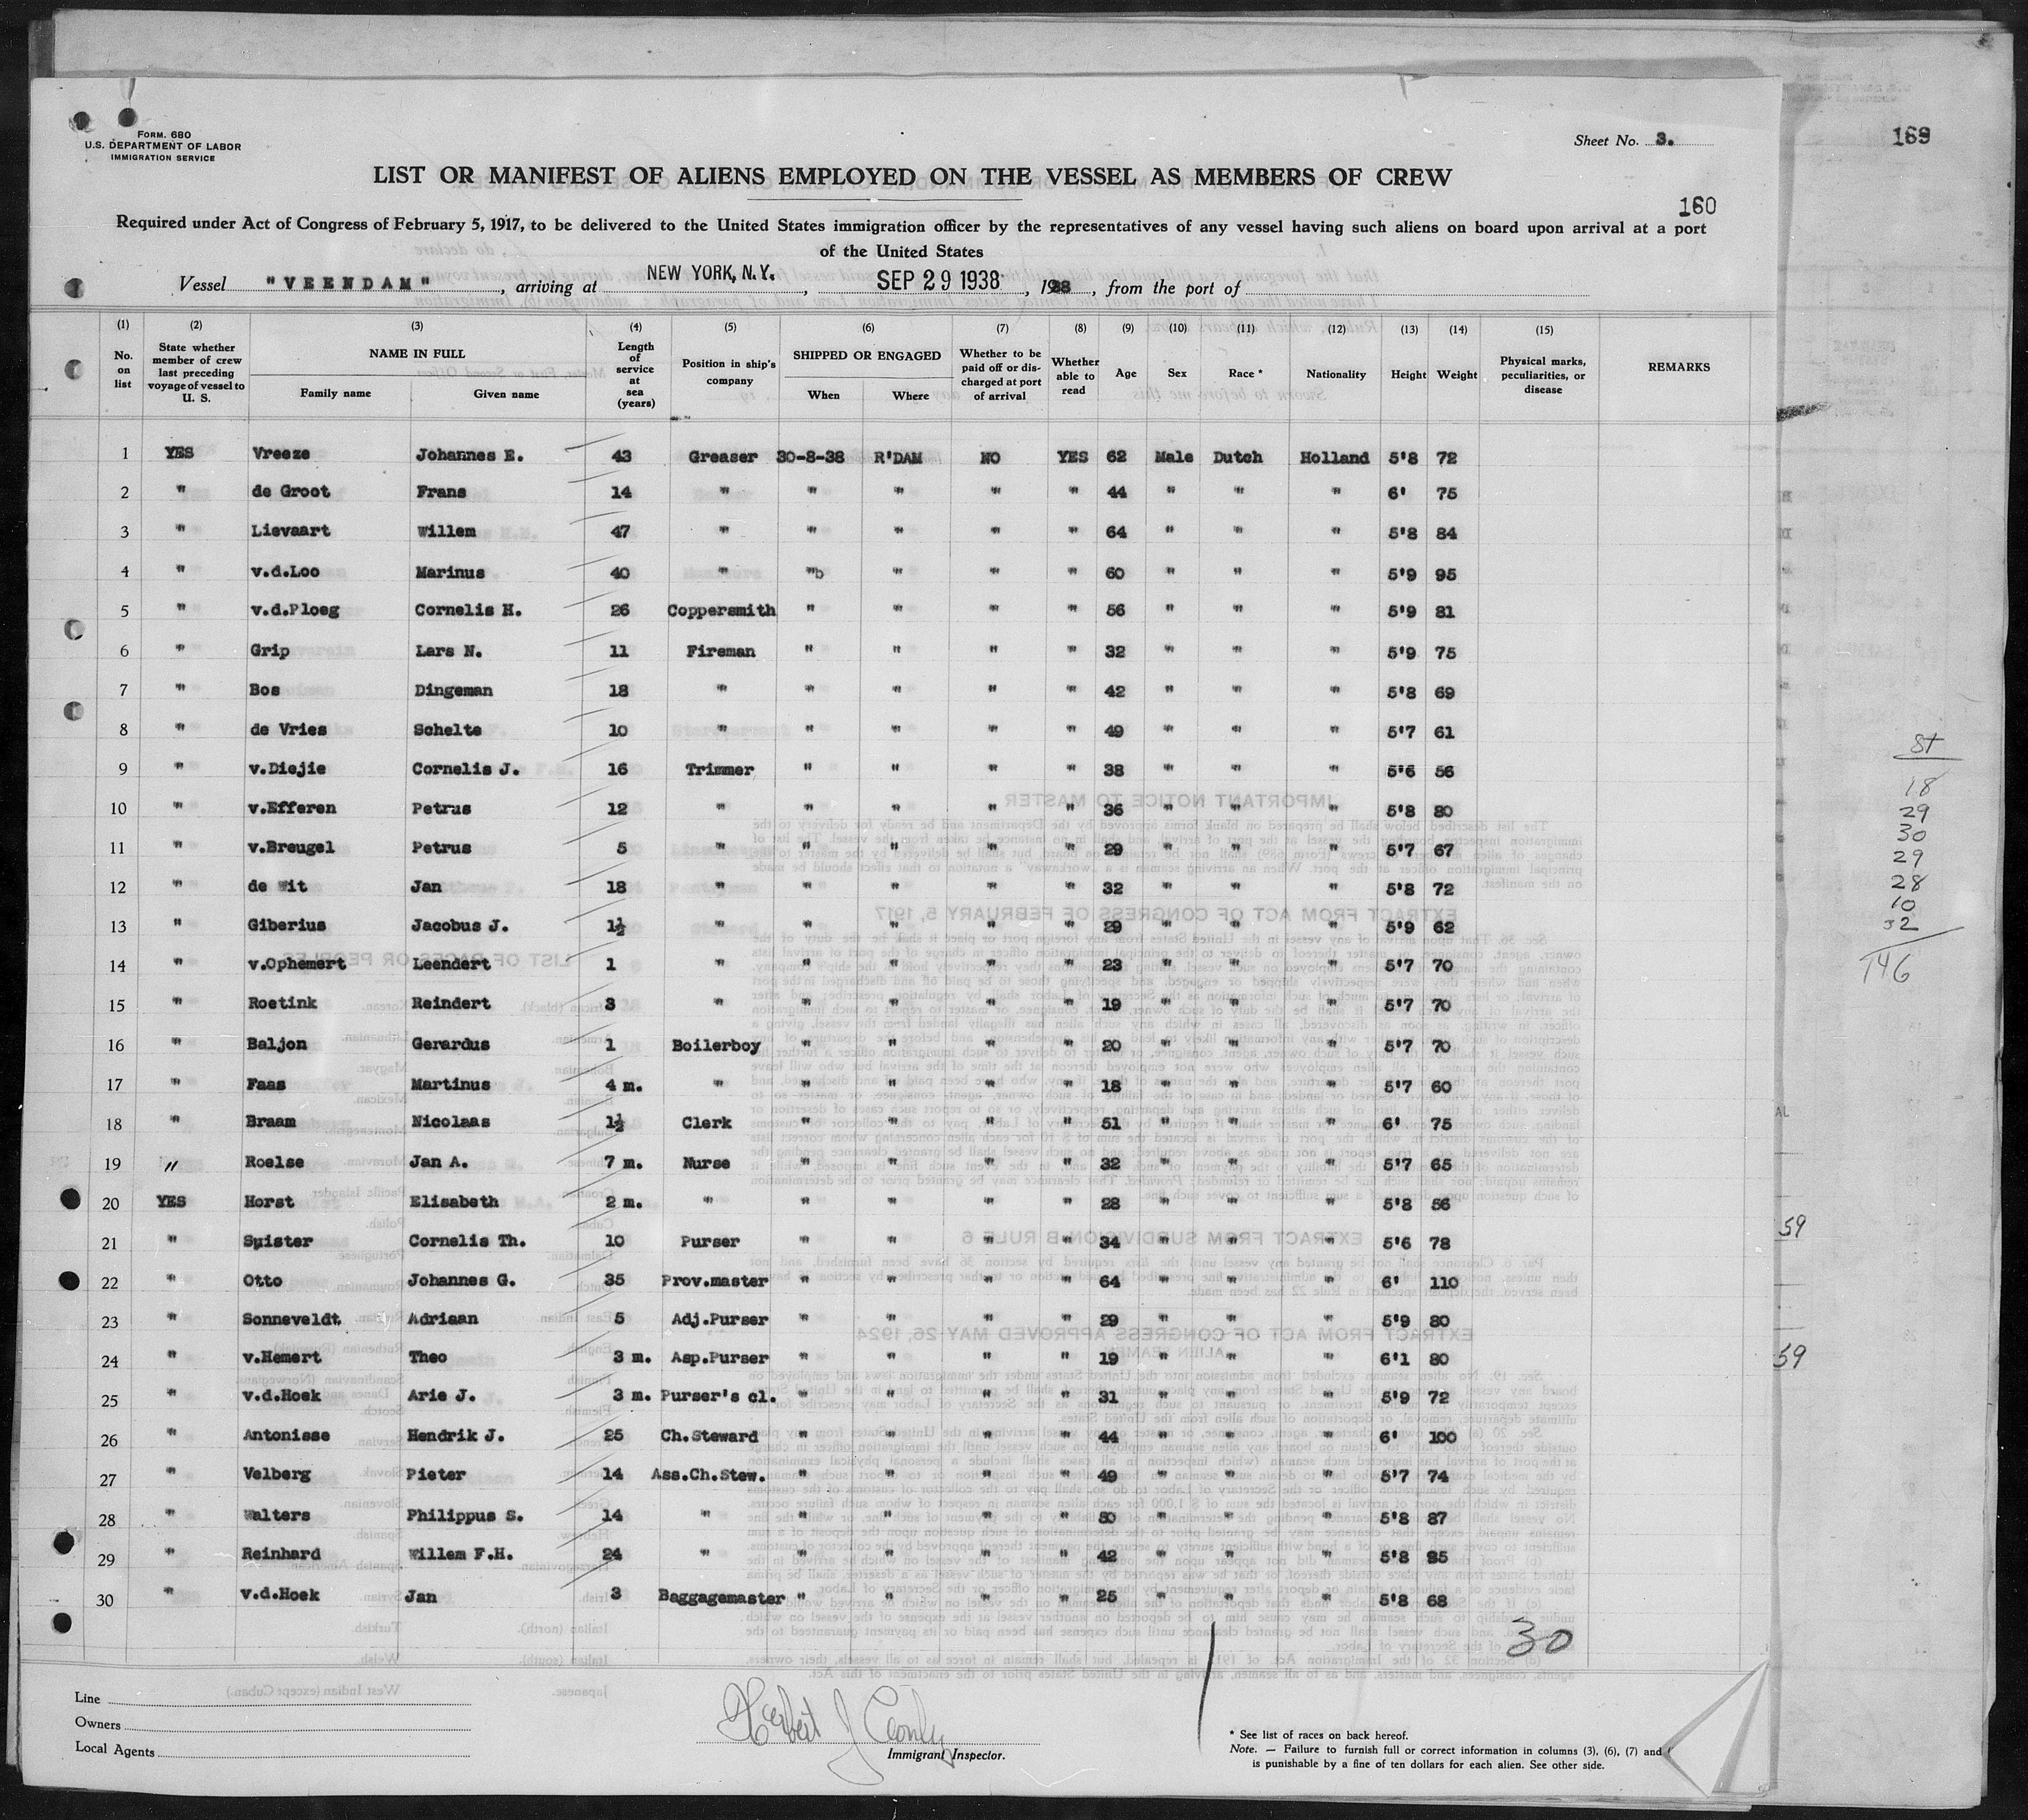 Form. 680
U.S. DEPARTMENT OF LABOR
IMMIGRATION SERVICE
Sheet No. 3.
169
LIST OR MANIFEST OF ALIENS EMPLOYED ON THE VESSEL AS MEMBERS OF CREW
160
Required under Act of Congress of February 5, 1917, to be delivered to the United States immigration officer by the representatives of any vessel having such aliens on board upon arrival at a port
of the United States
Vessel "VEENDAM", arriving at NEW YORK, N.Y., SEP 29 1938, 1938, from the port of
(1) (2) (3) (4) (5) (6) (7) (8) (9) (10) (11) (12) (13) (14) (15)
No. on list State whether member of crew last preceding voyage of vessel to U. S. NAME IN FULL Family name Given name Length of service at sea (years) Position in ship's company SHIPPED OR ENGAGED When Where Whether to be paid off or discharged at port of arrival Whether able to read Age Sex Race * Nationality Height Weight Physical marks, peculiarities, or disease REMARKS
1 YES Vreeze Johannes E. 43 Greaser 30-8-38 R'DAM NO YES 62 Male Dutch Holland 5'8 72
2 " de Groot Frans 14 " " " " " 44 " " " 6' 75
3 " Lievaart Willem 47 " " " " " 64 " " " 5'8 84
4 " v.d.Loo Marinus 40 " " " " " 60 " " " 5'9 95
5 " v.d.Ploeg Cornelis H. 26 Coppersmith " " " " 56 " " " 5'9 81
6 " Grip Lars N. 11 Fireman " " " " 32 " " " 5'9 75
7 " Bos Dingeman 18 " " " " " 42 " " " 5'8 69
8 " de Vries Schelte 10 " " " " " 49 " " " 5'7 61
9 " v.Diejie Cornelis J. 16 Trimmer " " " " 38 " " " 5'6 56
10 " v.Efferen Petrus 12 " " " " " 36 " " " 5'8 80
11 " v.Breugel Petrus 5 " " " " " 29 " " " 5'7 67
12 " de Wit Jan 18 " " " " " 32 " " " 5'8 72
13 " Giberius Jacobus J. 1½ " " " " " 29 " " " 5'9 62
14 " v.Ophemert Leendert 1 " " " " " 23 " " " 5'7 70
15 " Roetink Reindert 3 " " " " " 19 " " " 5'7 70
16 " Baljon Gerardus 1 Boilerboy " " " " 20 " " " 5'7 70
17 " Faas Martinus 4 m. " " " " " 18 " " " 5'7 60
18 " Braam Nicolaas 1½ Clerk " " " " 51 " " " 6' 75
19 " Roelse Jan A. 7 m. Nurse " " " " 32 " " " 5'7 65
20 YES Horst Elisabeth 2 m. " " " " " 28 " " " 5'8 56
21 " Suister Cornelis Th. 10 Purser " " " " 34 " " " 5'6 78
22 " Otto Johannes G. 35 Prov.master " " " " 64 " " " 6' 110
23 " Sonneveldt Adriaan 5 Adj.Purser " " " " 29 " " " 5'9 80
24 " v.Hemert Theo 3 m. Asp.Purser " " " " 19 " " " 6'1 80
25 " v.d.Hoek Arie J. 3 m. Purser's cl. " " " " 31 " " " 5'9 72
26 " Antonisse Hendrik J. 25 Ch.Steward " " " " 44 " " " 6' 100
27 " Velberg Pieter 14 Ass.Ch.Stew. " " " " 49 " " " 5'7 74
28 " Walters Philippus S. 14 " " " " " 50 " " " 5'8 87
29 " Reinhard Willem F.H. 24 " " " " " 42 " " " 5'8 85
30 " v.d.Hoek Jan 3 Baggagemaster " " " " 25 " " " 5'8 68
30
18
29
30
29
28
10
32
59
59
Line
Owners
Local Agents
Herbert J
Immigrant Inspector.
* See list of races on back hereof.
Note. — Failure to furnish full or correct information in columns (3), (6), (7) and
is punishable by a fine of ten dollars for each alien. See other side.